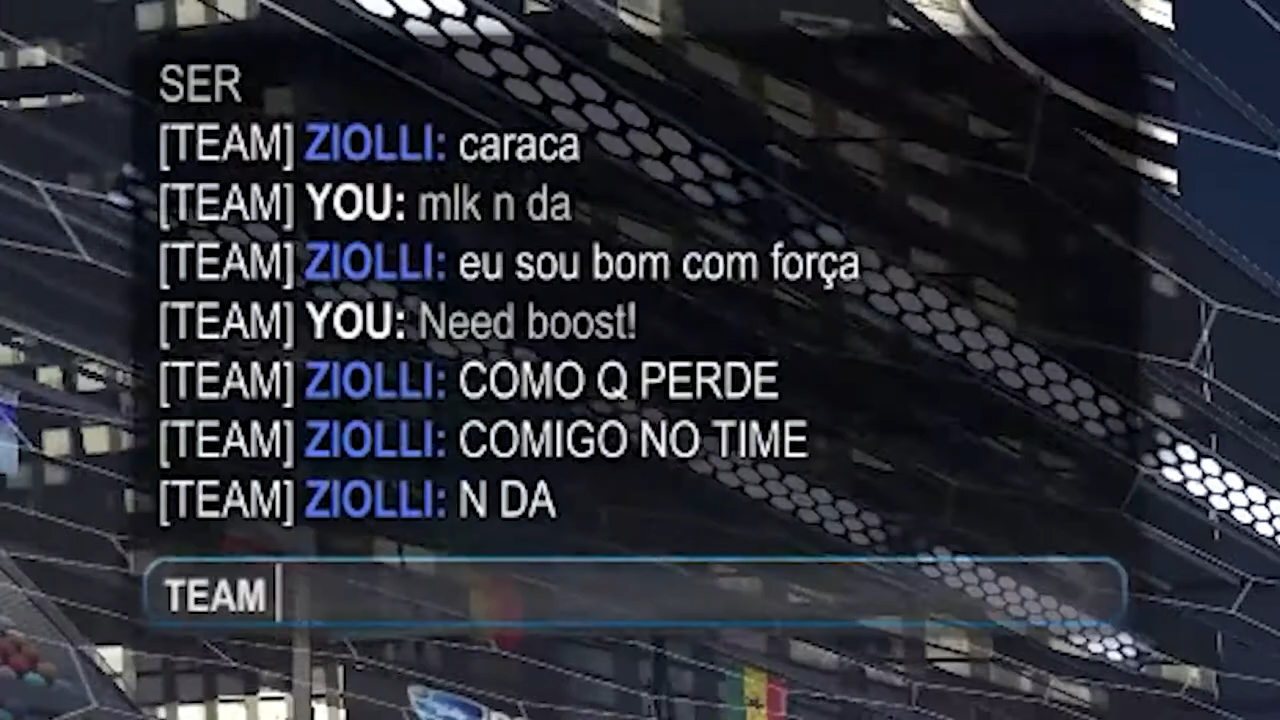 SER
[TEAM] ZIOLLI: caraca
[TEAM] YOU: mlk n da
[TEAM] ZIOLLI: eu sou bom com força
[TEAM] YOU: Need boost!
[TEAM] ZIOLLI: COMO Q PERDE
[TEAM] ZIOLLI: COMIGO NO TIME
[TEAM] ZIOLLI: N DA
TEAM